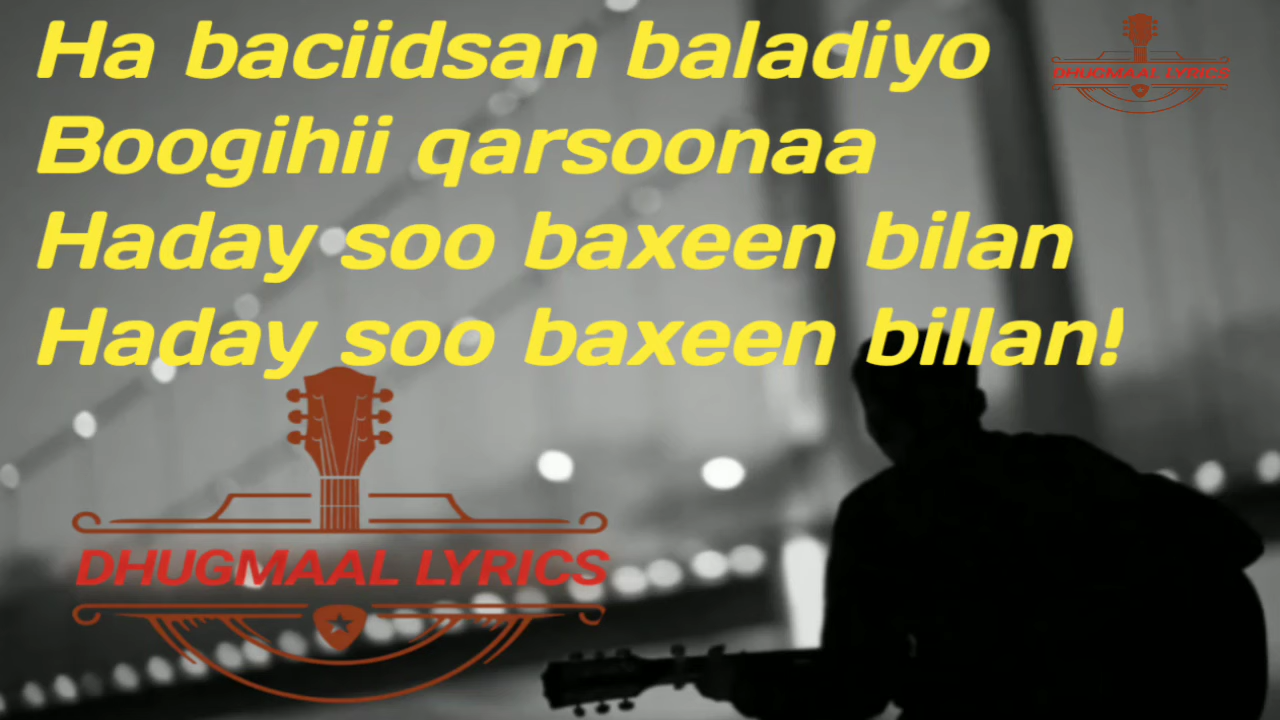 Ha baciidsan baladiyo
DHUGMAAL LYRICS
Boogihii qarsoonaa
Haday soo baxeen bilan
Haday soo baxeen billan!
DHUGMAAL LYRICS